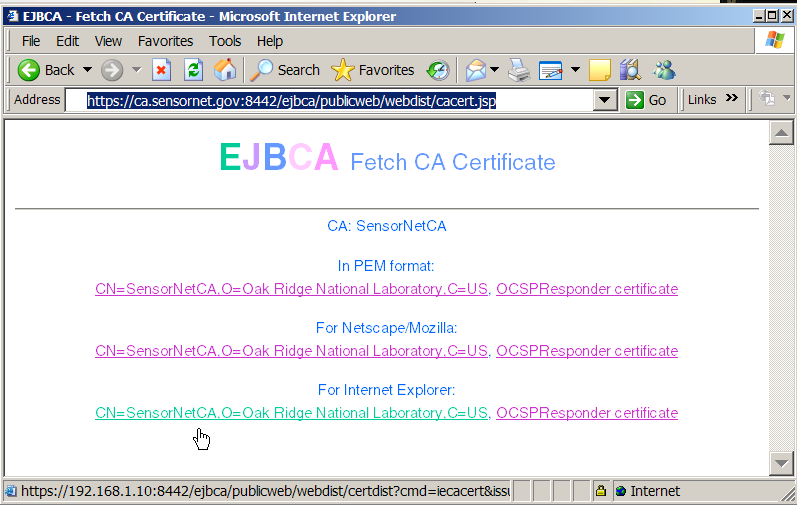 EJBCA - Fetch CA Certificate - Microsoft Internet Explorer
File Edit View Favorites Tools Help
Back Search Favorites
Address https://ca.sensornet.gov:8442/ejbca/publicweb/webdist/cacert.jsp Go Links »
EJBCA Fetch CA Certificate
CA: SensorNetCA
In PEM format:
CN=SensorNetCA,O=Oak Ridge National Laboratory,C=US, OCSPResponder certificate
For Netscape/Mozilla:
CN=SensorNetCA,O=Oak Ridge National Laboratory,C=US, OCSPResponder certificate
For Internet Explorer:
CN=SensorNetCA,O=Oak Ridge National Laboratory,C=US, OCSPResponder certificate
https://192.168.1.10:8442/ejbca/publicweb/webdist/certdist?cmd=iecacert&issu Internet